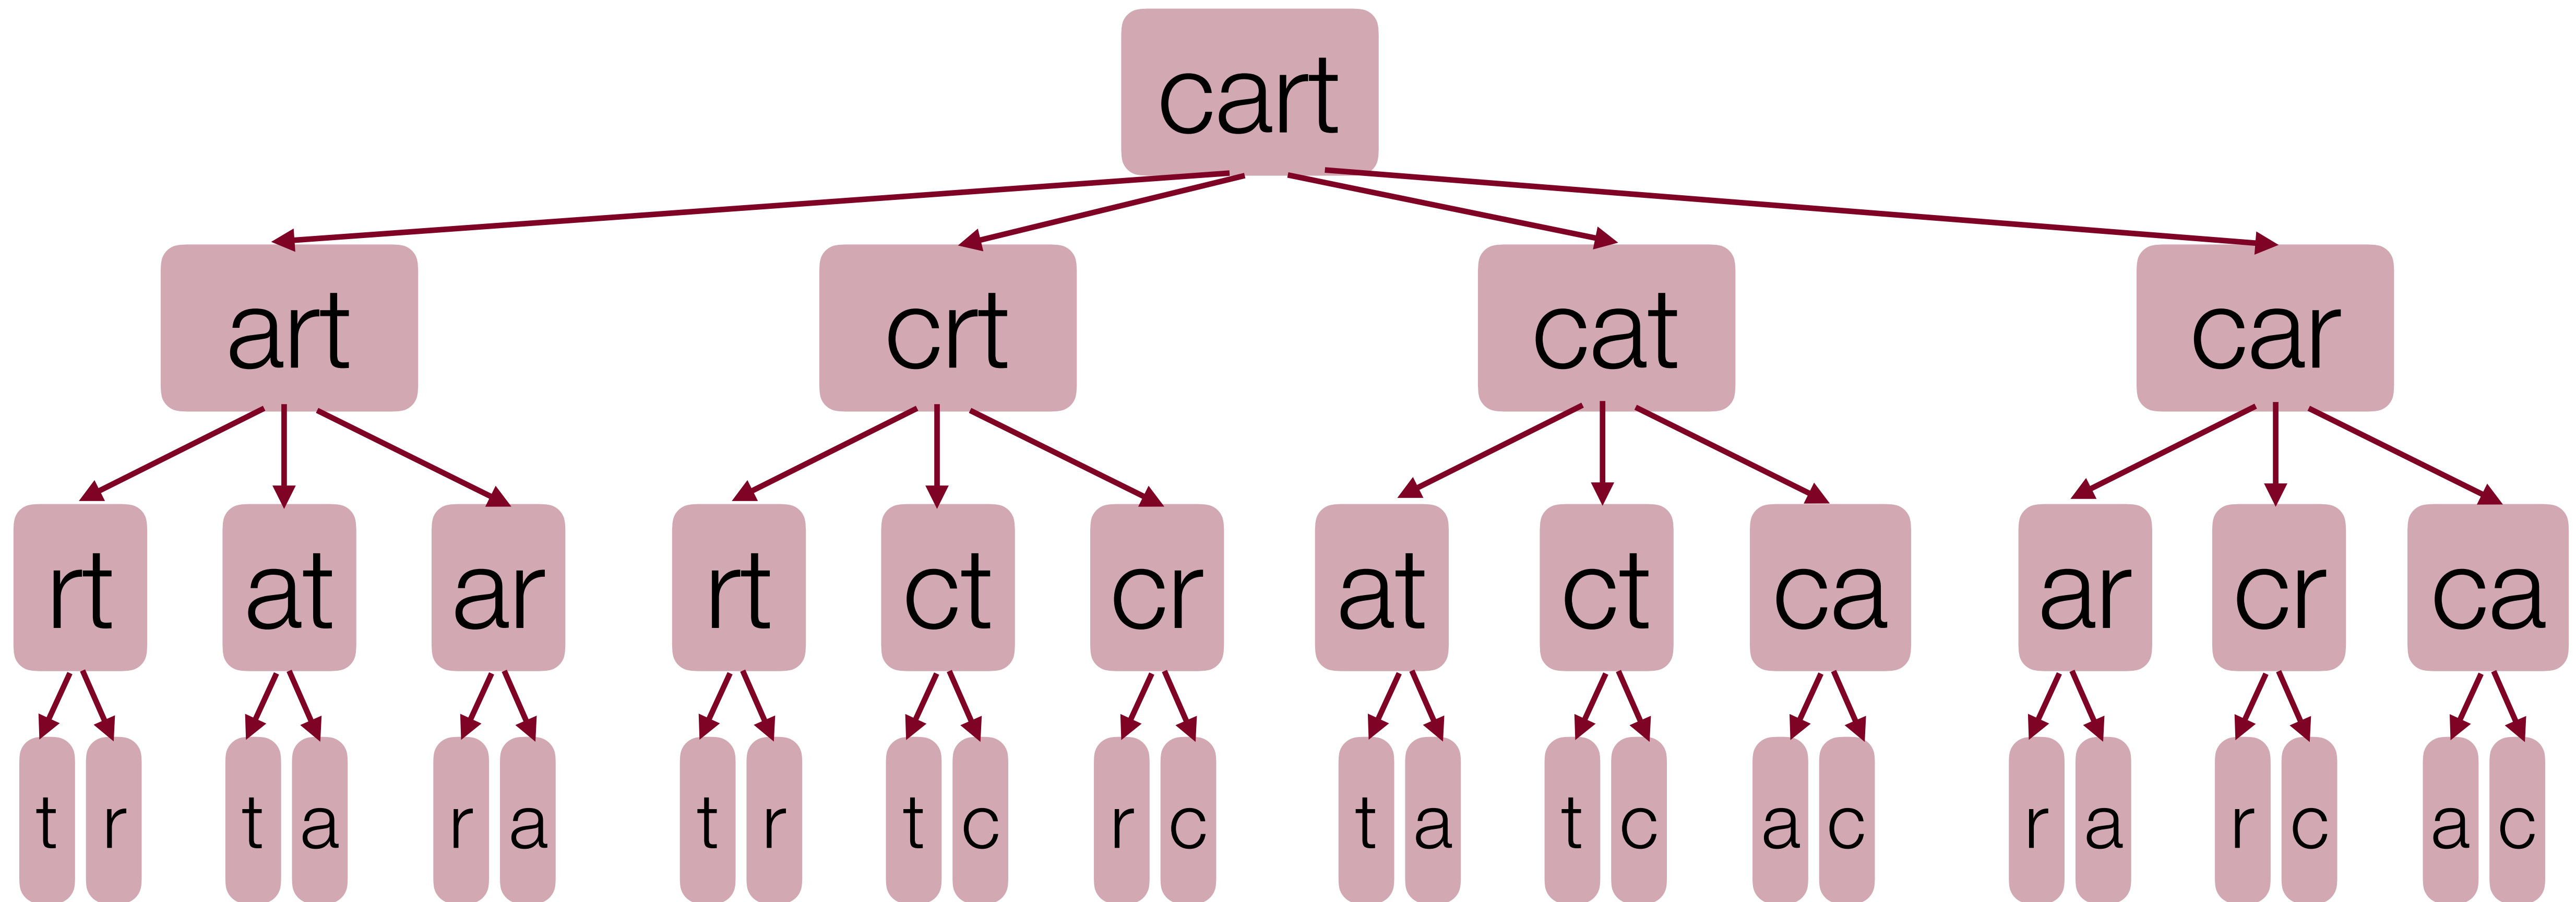 cart
art crt cat car
rt at ar rt ct cr at ct ca ar cr ca
t r t a r a t r t c r c t a t c a c r a r c a c